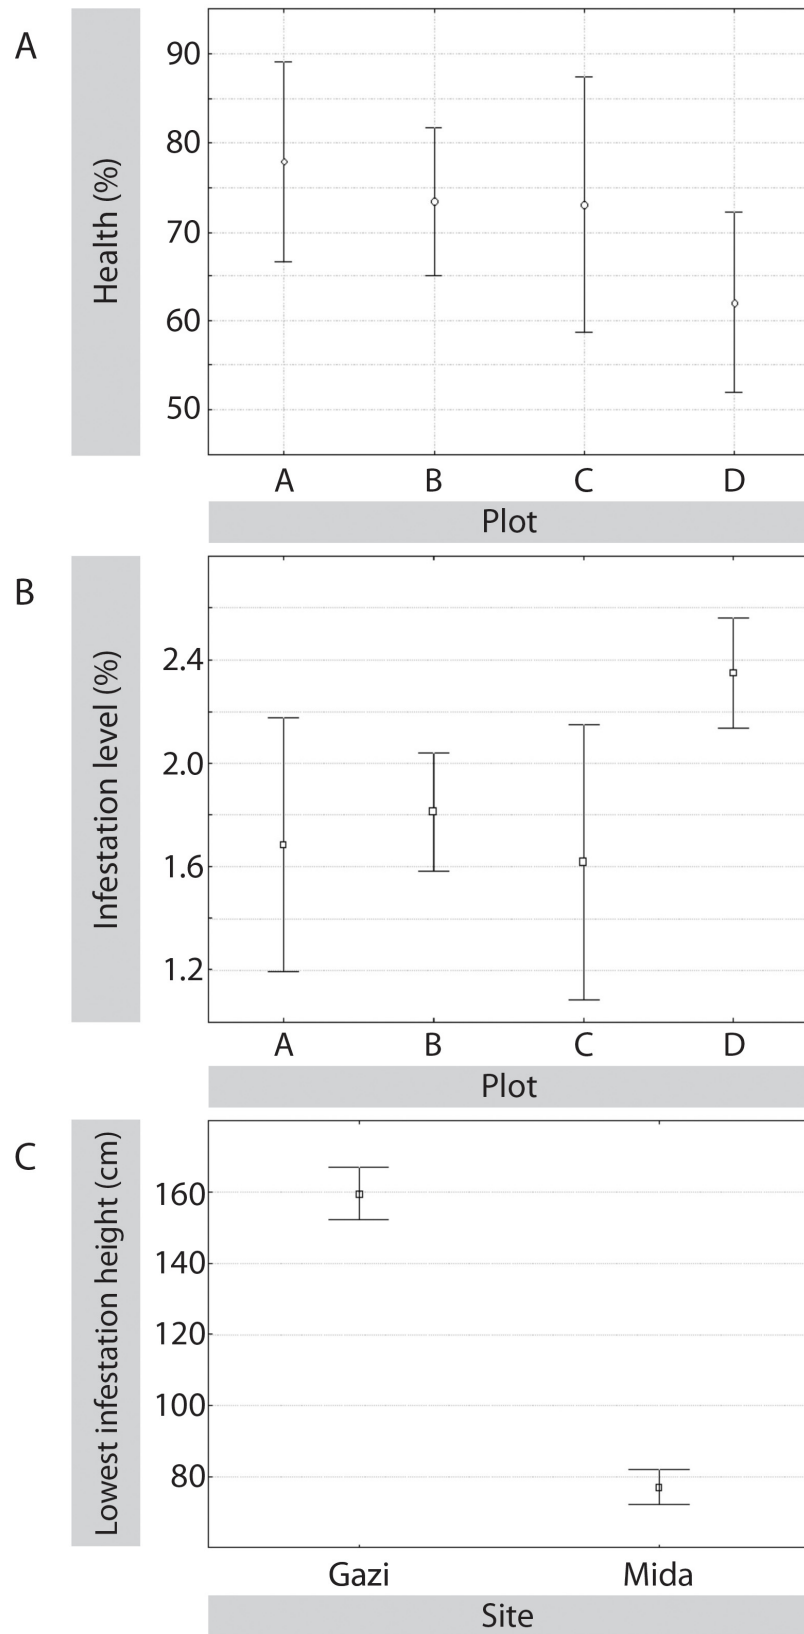 A
Health (%)
90
80
70
60
50
A B C D
Plot
B
Infestation level (%)
2.4
2.0
1.6
1.2
A B C D
Plot
C
Lowest infestation height (cm)
160
140
120
100
80
Gazi Mida
Site